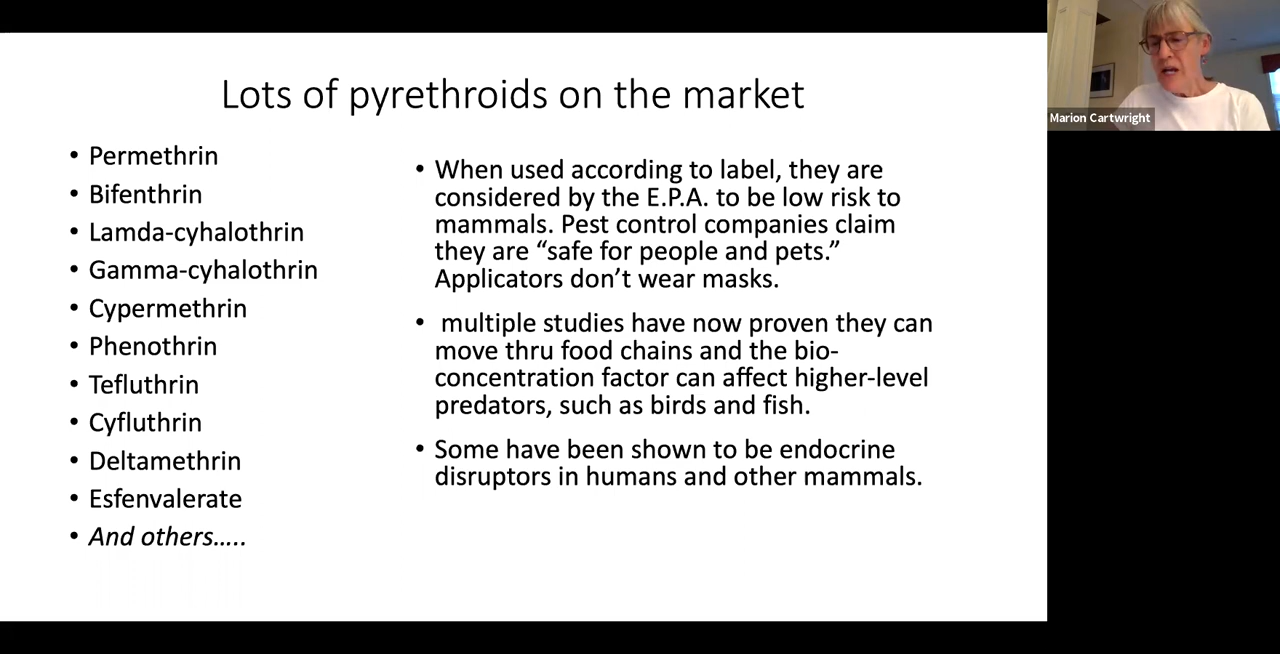 Lots of pyrethroids on the market
• Permethrin
• Bifenthrin
• Lamda-cyhalothrin
• Gamma-cyhalothrin
• Cypermethrin
• Phenothrin
• Tefluthrin
• Cyfluthrin
• Deltamethrin
• Esfenvalerate
• And others…..
• When used according to label, they are
considered by the E.P.A. to be low risk to
mammals. Pest control companies claim
they are “safe for people and pets.”
Applicators don’t wear masks.
• multiple studies have now proven they can
move thru food chains and the bio-
concentration factor can affect higher-level
predators, such as birds and fish.
• Some have been shown to be endocrine
disruptors in humans and other mammals.
Marion Cartwright